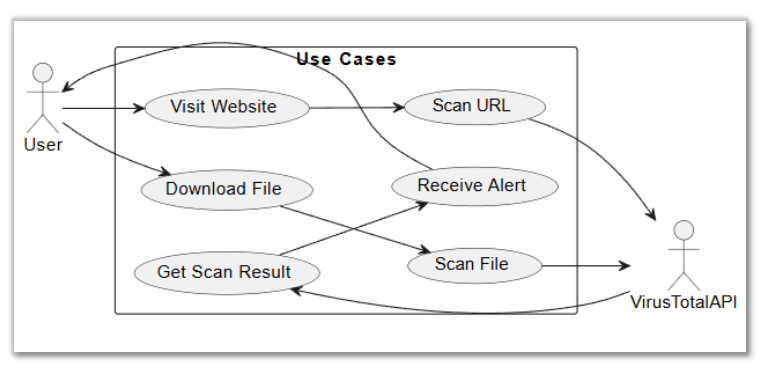 Use Cases
Visit Website
Scan URL
User
Download File
Receive Alert
Get Scan Result
Scan File
VirusTotalAPI